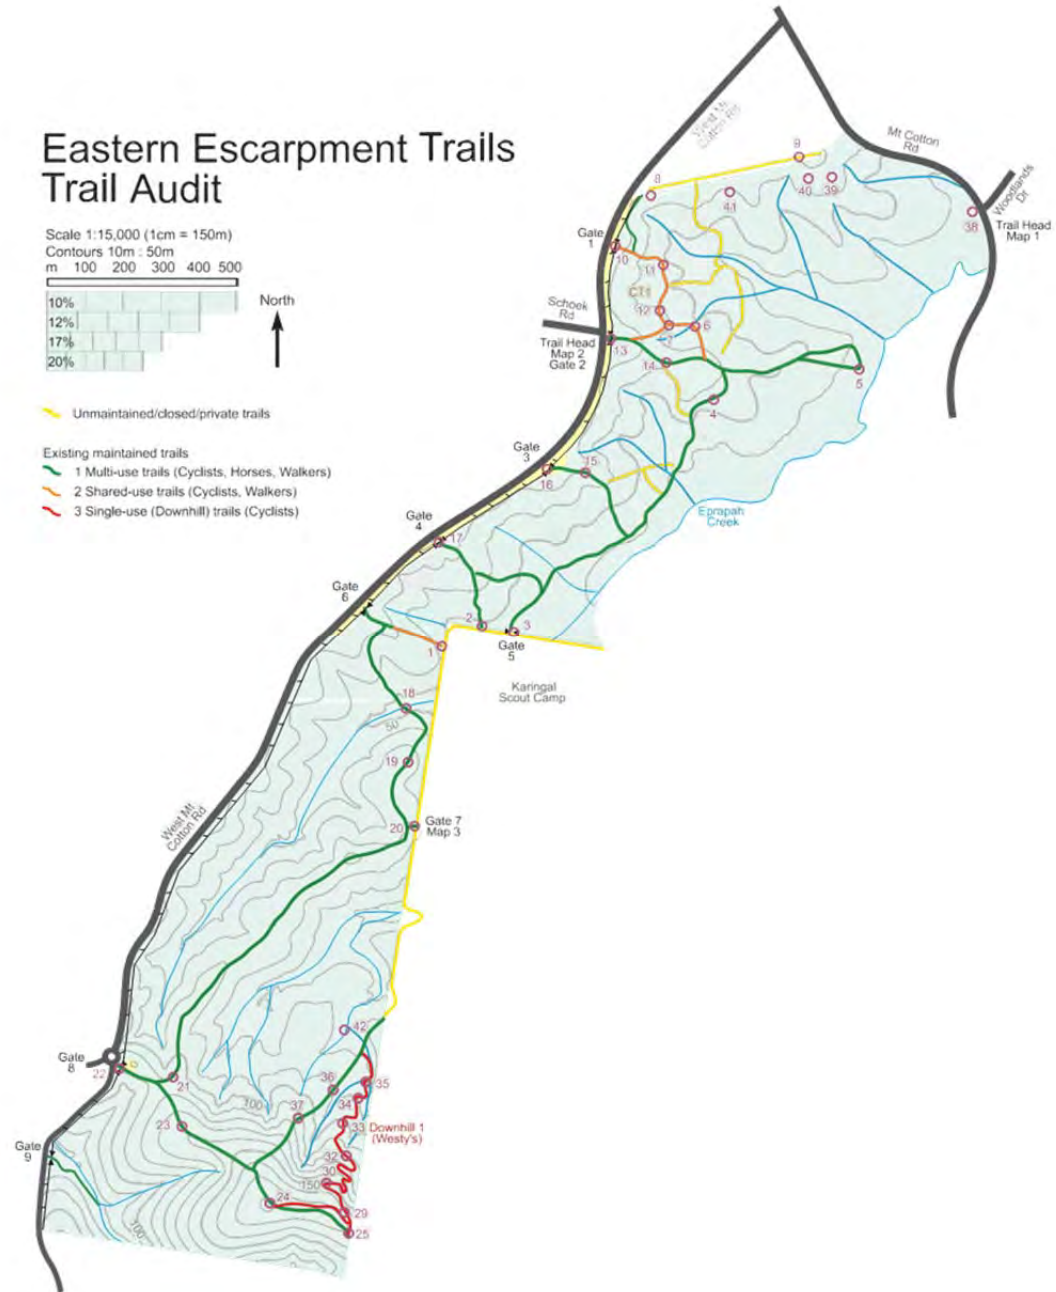 Eastern Escarpment Trails
Trail Audit
Scale 1:15,000 (1cm = 150m)
Contours 10m : 50m
m 100 200 300 400 500
10%
12%
17%
20%
North
Unmaintained/closed/private trails
Existing maintained trails
1 Multi-use trails (Cyclists, Horses, Walkers)
2 Shared-use trails (Cyclists, Walkers)
3 Single-use (Downhill) trails (Cyclists)
West Mt
Cotton Rd
Mt Cotton
Rd
Woodlands
Dr
Trail Head
Map 1
38
9
8
40
39
41
Gate
1
10
11
CT1
12
7
6
Schoek
Rd
Trail Head
Map 2
Gate 2
13
14
5
4
Gate
3
15
16
Eprapah
Creek
Gate
4
17
Gate
6
2
3
Gate
5
1
Karingal
Scout Camp
18
50
19
20
Gate 7
Map 3
West Mt
Cotton Rd
42
Gate
8
22
21
36
35
100
37
34
23
33
Downhill 1
(Westy's)
Gate
9
32
30
150
24
29
25
100